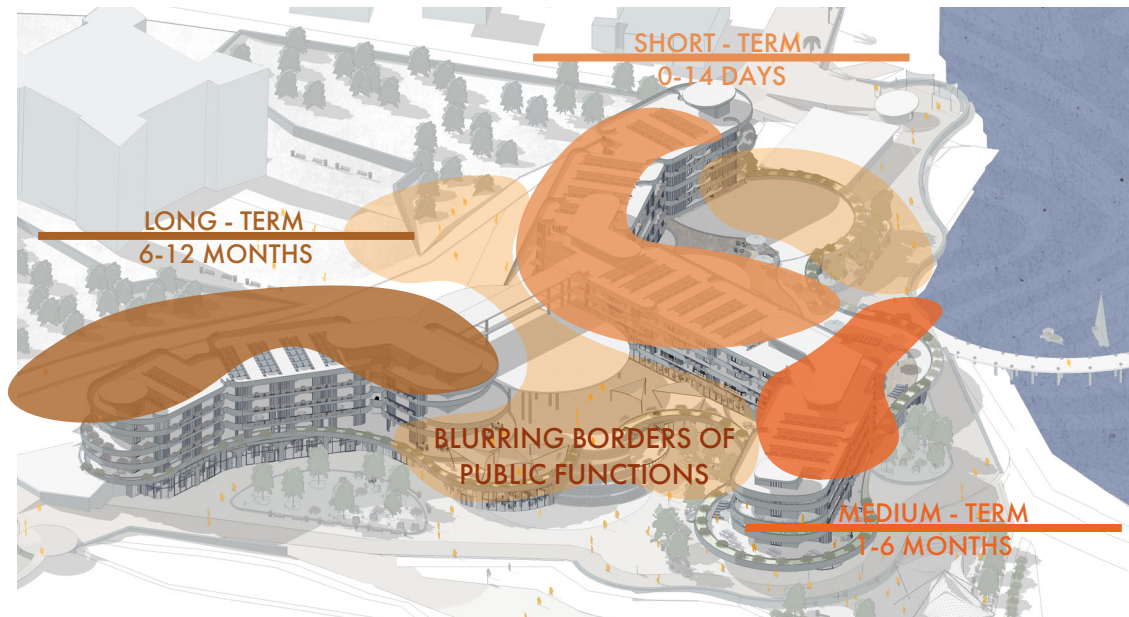 SHORT - TERM
0-14 DAYS
LONG - TERM
6-12 MONTHS
BLURRING BORDERS OF
PUBLIC FUNCTIONS
MEDIUM - TERM
1-6 MONTHS